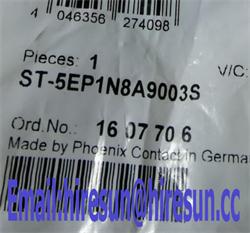 4 046356 274098
Pieces: 1
V/C:
ST-5EP1N8A9003S
Ord.No.: 16 07 70 6
Made by Phoenix Contact in Germa
Email:hiresun@hiresun.cc